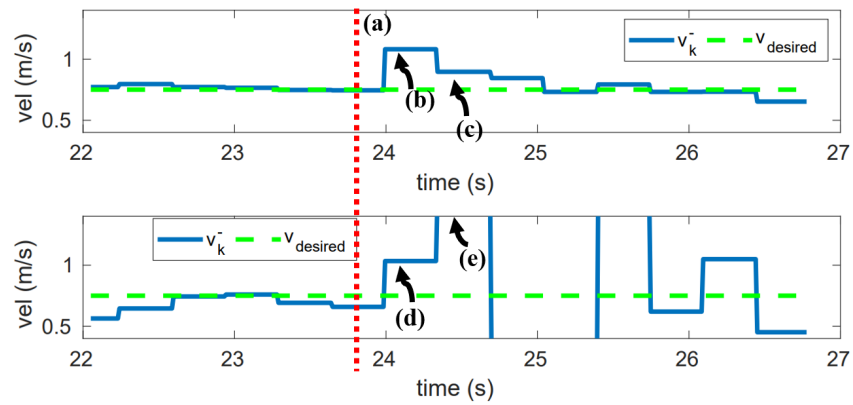 (a)
vel (m/s)
1
0.5
v_k^- v_desired
(b)
(c)
22 23 24 25 26 27
time (s)
vel (m/s)
1
0.5
v_k^- v_desired
(d)
(e)
22 23 24 25 26 27
time (s)